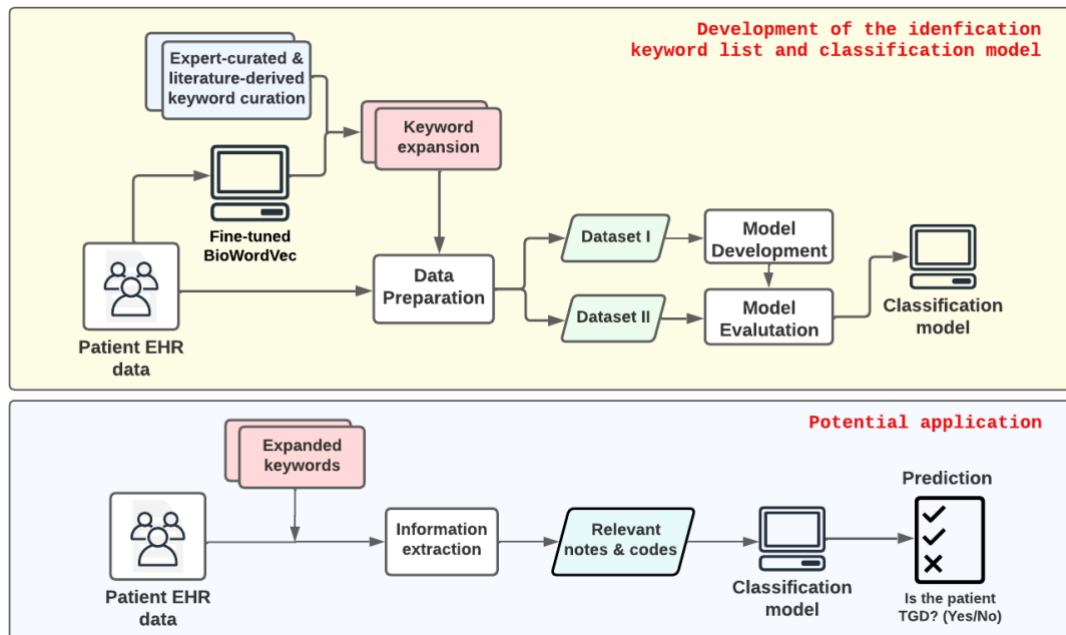 Development of the idenfication
keyword list and classification model
Expert-curated &
literature-derived
keyword curation
Keyword
expansion
Fine-tuned
BioWordVec
Patient EHR
data
Data
Preparation
Dataset I
Dataset II
Model
Development
Model
Evalutation
Classification
model
Potential application
Expanded
keywords
Patient EHR
data
Information
extraction
Relevant
notes & codes
Classification
model
Prediction
Is the patient
TGD? (Yes/No)